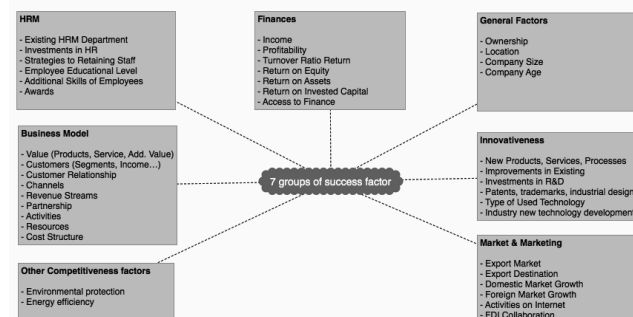 HRM
- Existing HRM Department
- Investments in HR
- Strategies to Retaining Staff
- Employee Educational Level
- Additional Skills of Employees
- Awards
Finances
- Income
- Profitability
- Turnover Ratio Return
- Return on Equity
- Return on Assets
- Return on Invested Capital
- Access to Finance
General Factors
- Ownership
- Location
- Company Size
- Company Age
Business Model
- Value (Products, Service, Add. Value)
- Customers (Segments, Income...)
- Customer Relationship
- Channels
- Revenue Streams
- Partnership
- Activities
- Resources
- Cost Structure
7 groups of success factor
Innovativeness
- New Products, Services, Processes
- Improvements in Existing
- Investments in R&D
- Patents, trademarks, industrial design
- Type of Used Technology
- Industry new technology development
Other Competitiveness factors
- Environmental protection
- Energy efficiency
Market & Marketing
- Export Market
- Export Destination
- Domestic Market Growth
- Foreign Market Growth
- Activities on Internet
- FDI Collaboration